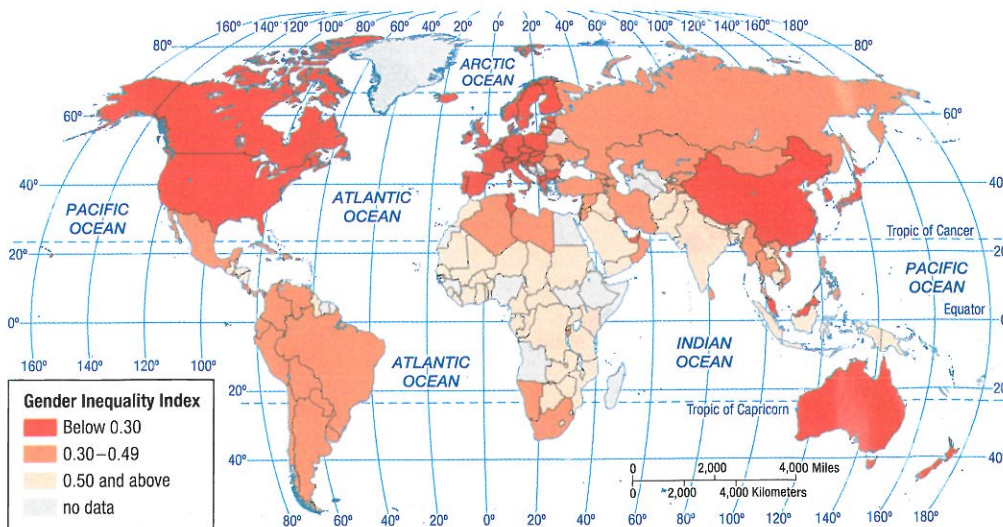 160° 140° 120° 100° 80° 60° 40° 20° 0° 20° 40° 60° 80° 100° 120° 140° 160° 180°
80°
80°
ARCTIC
OCEAN
60°
60°
40°
40°
ATLANTIC
OCEAN
PACIFIC
OCEAN
Tropic of Cancer
20°
20°
PACIFIC
OCEAN
Equator
0°
0°
160° 140° 120° 100°
INDIAN
OCEAN
ATLANTIC
OCEAN
20°
20°
Tropic of Capricorn
40°
40°
Gender Inequality Index
Below 0.30
0.30–0.49
0.50 and above
no data
0 2,000 4,000 Miles
0 2,000 4,000 Kilometers
80° 60° 40° 20° 0° 20° 40° 60° 80° 100° 120° 140° 160° 180°